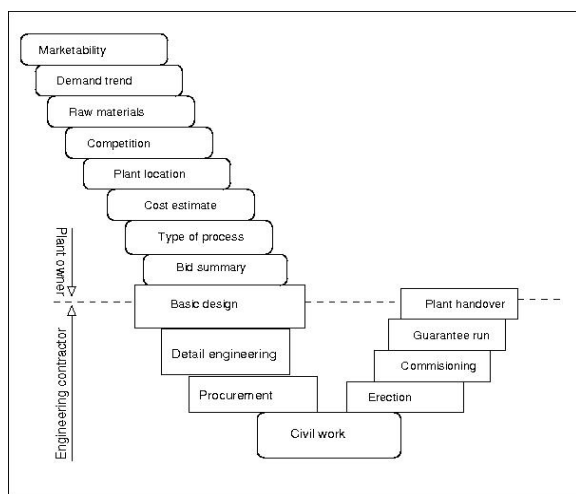 Marketability
Demand trend
Raw materials
Competition
Plant location
Cost estimate
Type of process
Bid summary
Plant owner
Basic design
Plant handover
Guarantee run
Detail engineering
Commisioning
Engineering contractor
Procurement
Erection
Civil work